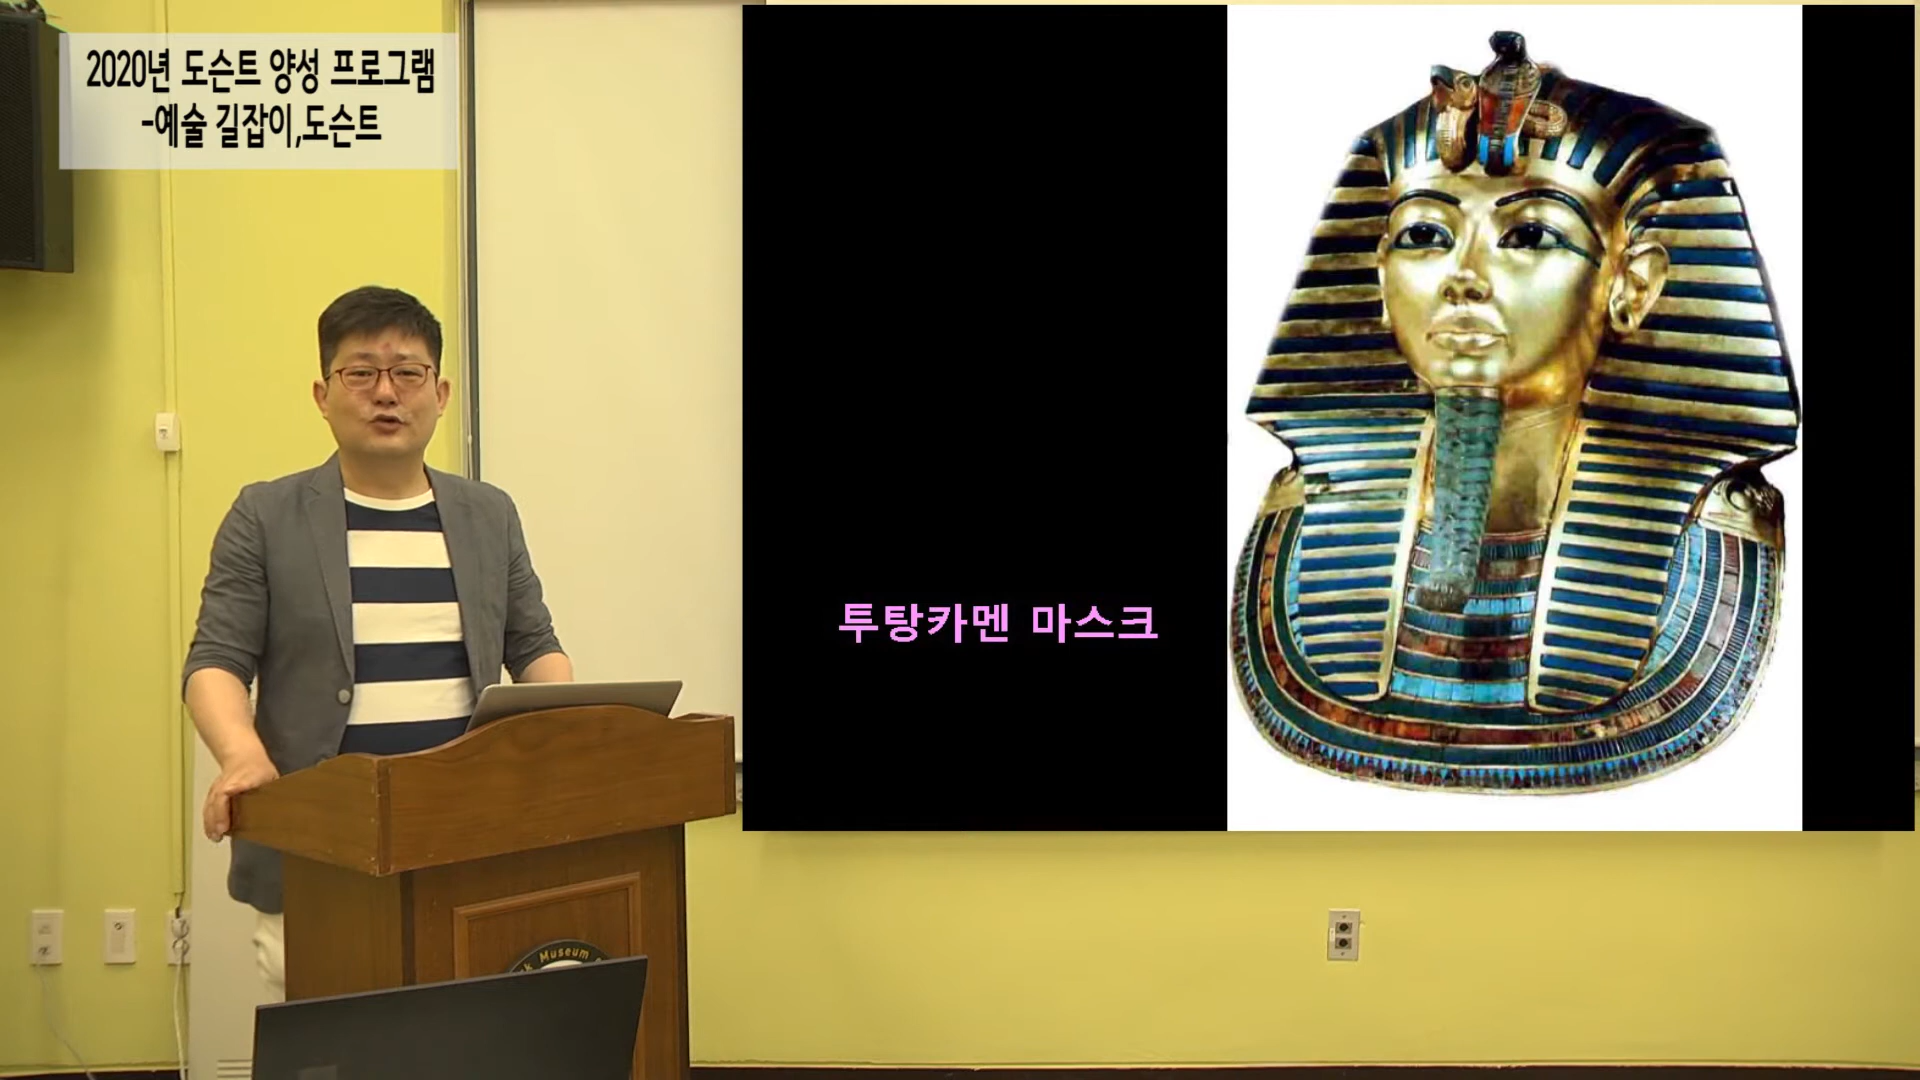 2020년 도슨트 양성 프로그램
-예술 길잡이,도슨트
투탕카멘 마스크
Museum